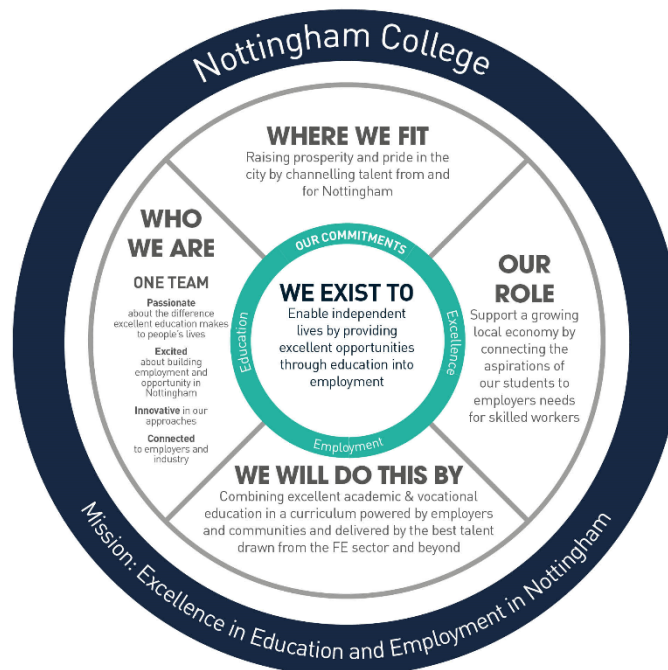 Nottingham College
WHERE WE FIT
Raising prosperity and pride in the
city by channelling talent from and
for Nottingham
WHO
WE ARE
ONE TEAM
Passionate
about the difference
excellent education makes
to people's lives
Excited
about building
employment and
opportunity in
Nottingham
Innovative in our
approaches
Connected
to employers and
industry
OUR COMMITMENTS
Education
Excellence
Employment
WE EXIST TO
Enable independent
lives by providing
excellent opportunities
through education into
employment
OUR
ROLE
Support a growing
local economy by
connecting the
aspirations of
our students to
employers needs
for skilled workers
WE WILL DO THIS BY
Combining excellent academic & vocational
education in a curriculum powered by employers
and communities and delivered by the best talent
drawn from the FE sector and beyond
Mission: Excellence in Education and Employment in Nottingham